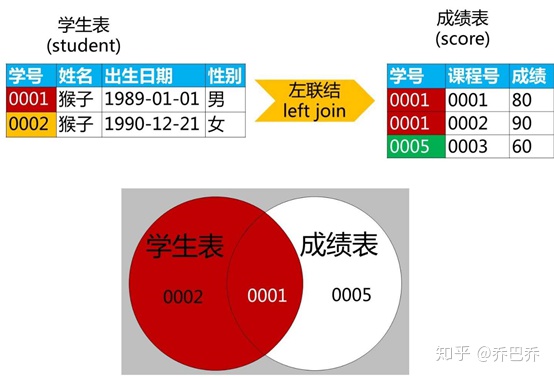 学生表
(student)
学号 姓名 出生日期 性别
0001 猴子 1989-01-01 男
0002 猴子 1990-12-21 女
左联结
left join
成绩表
(score)
学号 课程号 成绩
0001 0001 80
0001 0002 90
0005 0003 60
学生表 成绩表
0002 0001 0005
知乎 @乔巴乔